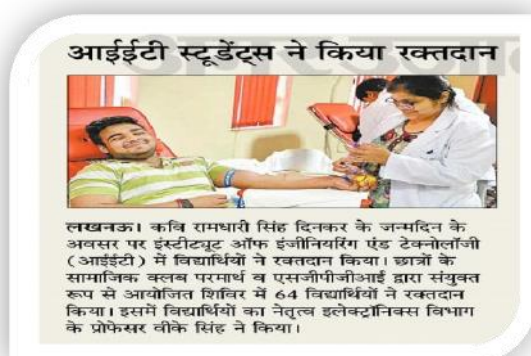 आईईटी स्टूडेंट्स ने किया रक्तदान
लखनऊ। कवि रामधारी सिंह दिनकर के जन्मदिन के
अवसर पर इंस्टीट्यूट ऑफ इंजीनियरिंग एंड टेक्नोलॉजी
(आईईटी) में विद्यार्थियों ने रक्तदान किया। छात्रों के
सामाजिक क्लब परमार्थ व एसजीपीजीआई द्वारा संयुक्त
रूप से आयोजित शिविर में 64 विद्यार्थियों ने रक्तदान
किया। इसमें विद्यार्थियों का नेतृत्व इलेक्ट्रॉनिक्स विभाग
के प्रोफेसर वीके सिंह ने किया।